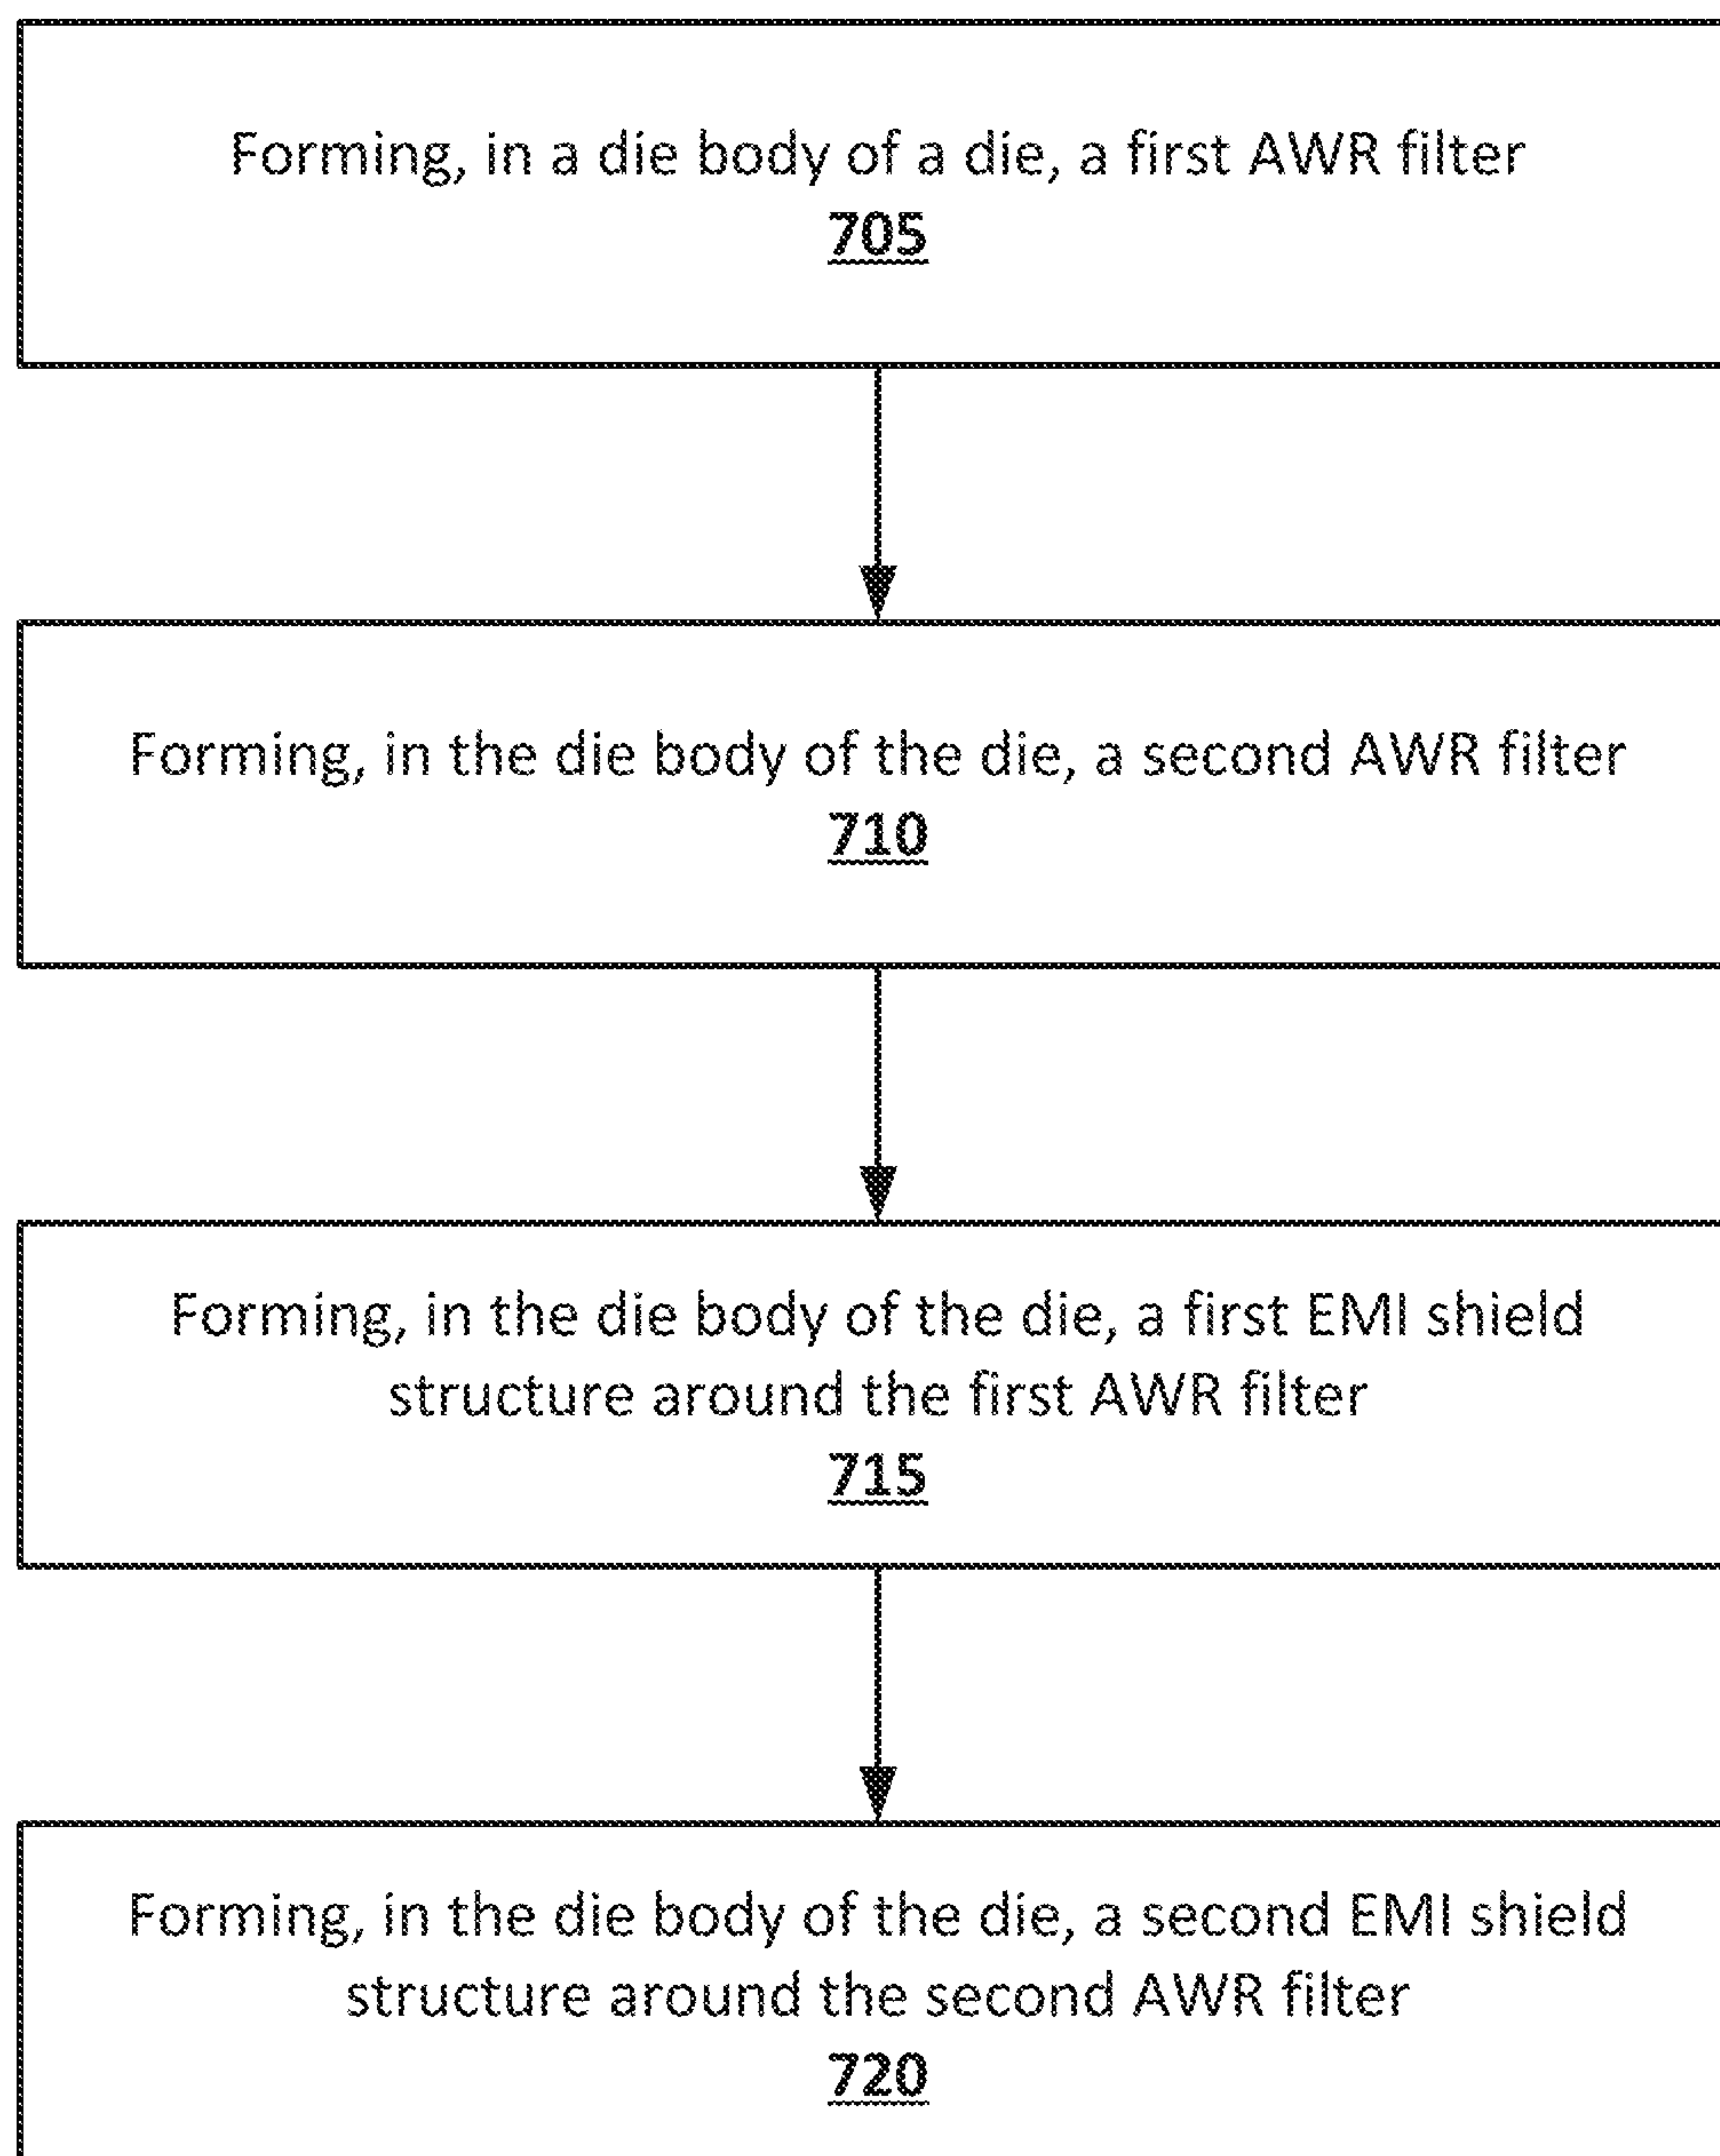 Forming, in a die body of a die, a first AWR filter
705
Forming, in the die body of the die, a second AWR filter
710
Forming, in the die body of the die, a first EMI shield
structure around the first AWR filter
715
Forming, in the die body of the die, a second EMI shield
structure around the second AWR filter
720